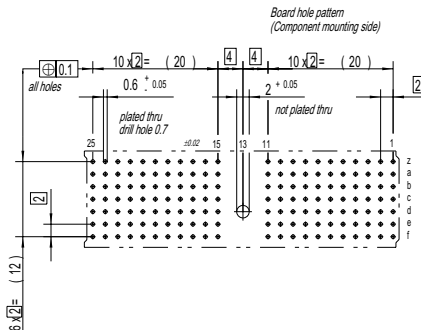 Board hole pattern
(Component mounting side)
10 x 2 = ( 20 ) 4 4 10 x 2 = ( 20 )
⌖ 0.1
all holes
0.6 + - 0.05
2 + 0.05
2
plated thru
drill hole 0.7
not plated thru
25 ±0.02 15 13 11 1
z
a
b
c
d
e
f
2
6 x 2 = ( 12 )